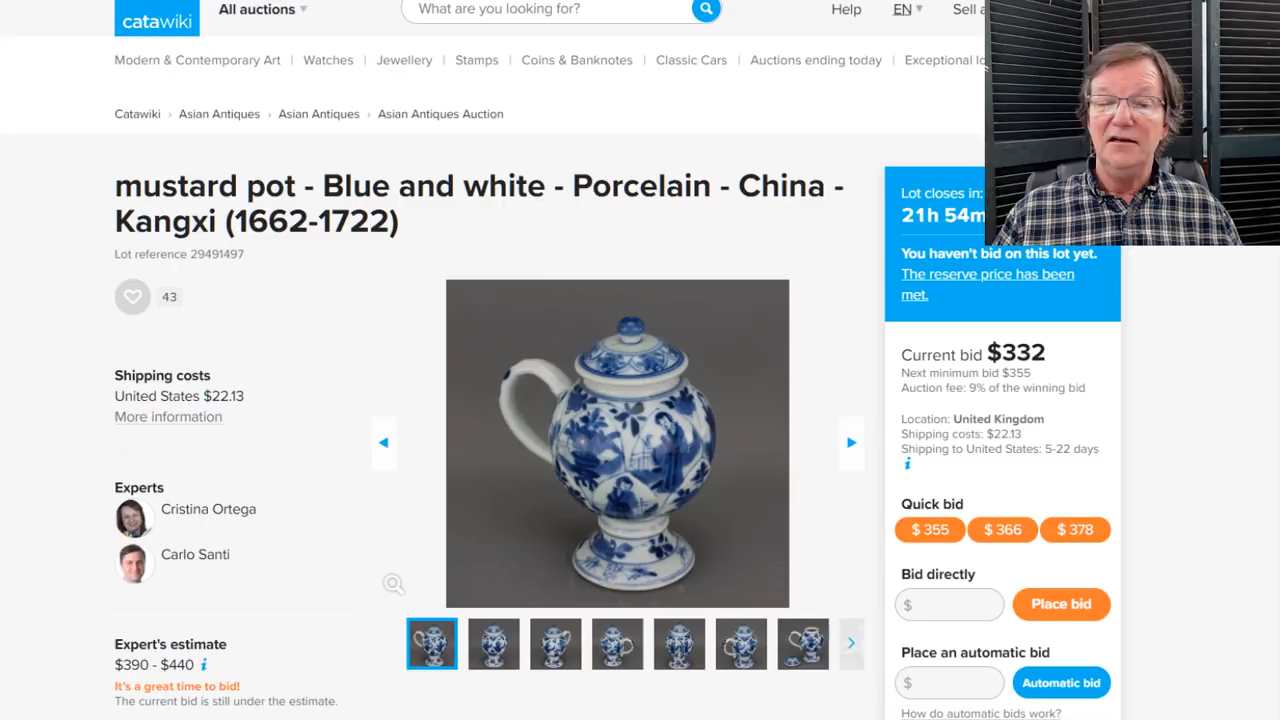 catawiki
All auctions
What are you looking for?
Help
EN
Sell
Modern & Contemporary Art
Watches
Jewellery
Stamps
Coins & Banknotes
Classic Cars
Auctions ending today
Exceptional
Catawiki › Asian Antiques › Asian Antiques › Asian Antiques Auction
mustard pot - Blue and white - Porcelain - China -
Kangxi (1662-1722)
Lot reference 29491497
43
Shipping costs
United States $22.13
More information
Experts
Cristina Ortega
Carlo Santi
Expert's estimate
$390 - $440
It's a great time to bid!
The current bid is still under the estimate.
Lot closes in:
21h 54m
You haven't bid on this lot yet.
The reserve price has been
met.
Current bid $332
Next minimum bid $355
Auction fee: 9% of the winning bid
Location: United Kingdom
Shipping costs: $22.13
Shipping to United States: 5-22 days
Quick bid
$ 355
$ 366
$ 378
Bid directly
$
Place bid
Place an automatic bid
$
Automatic bid
How do automatic bids work?